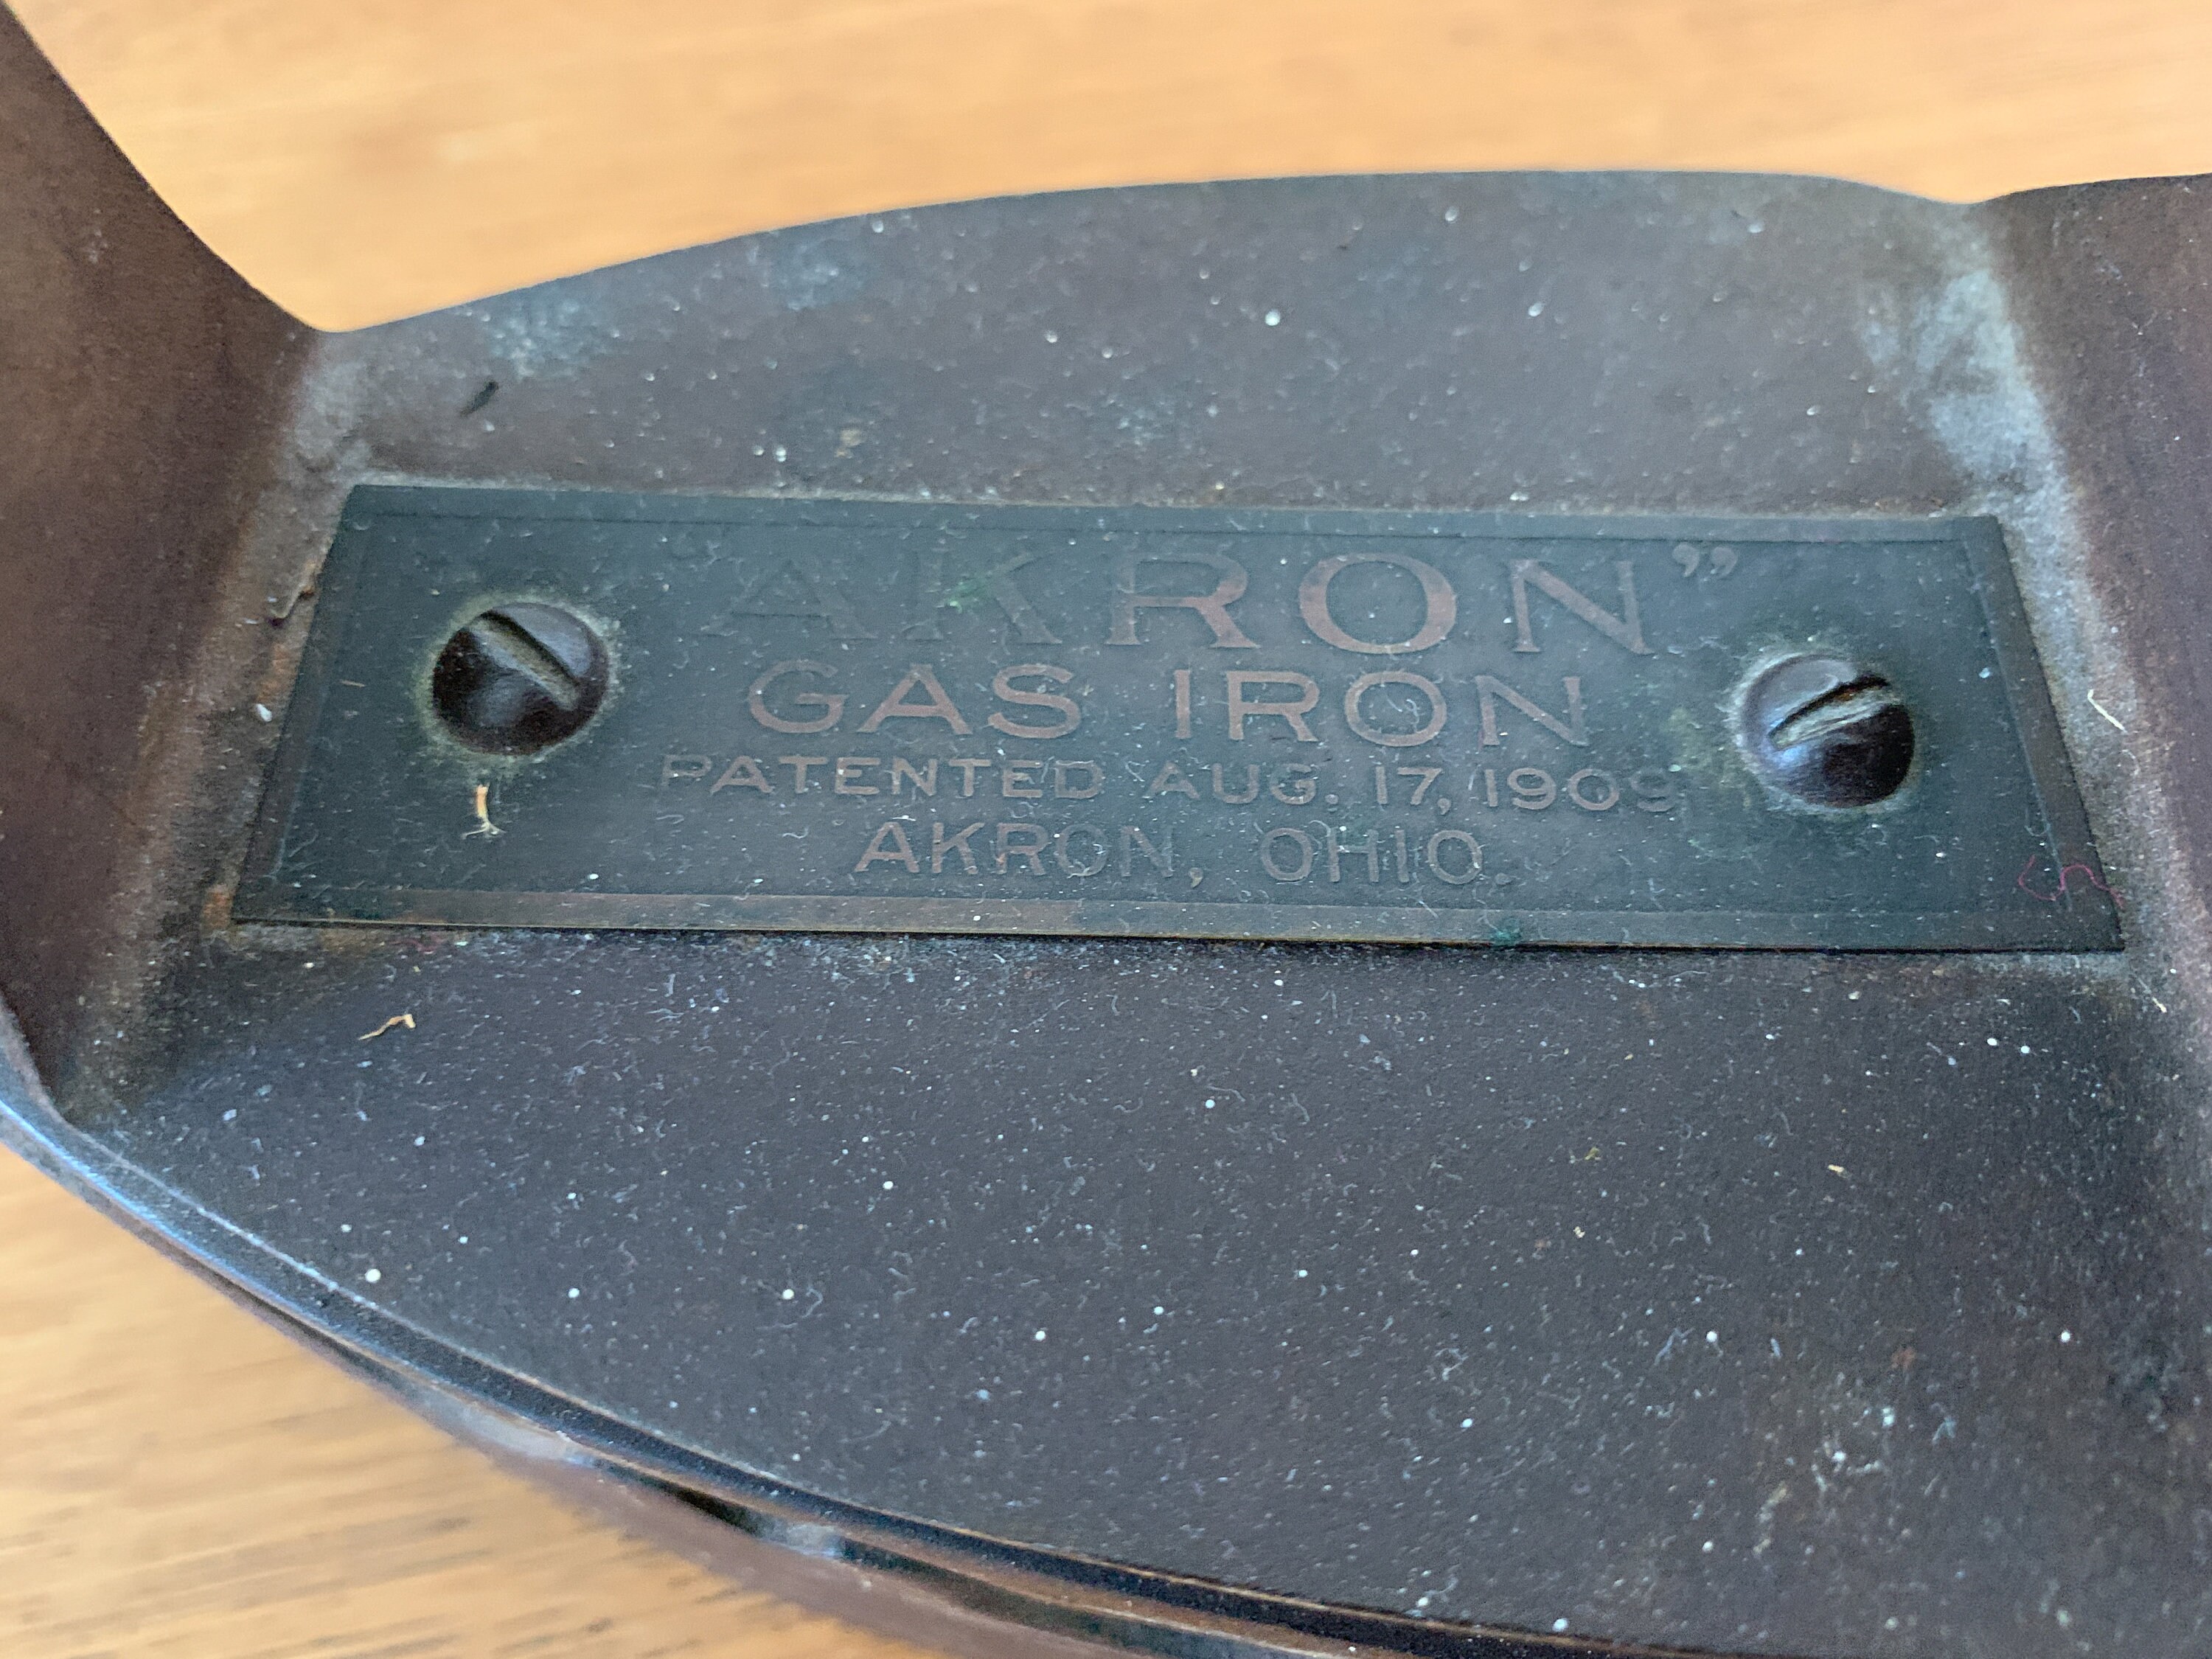 "AKRON"
GAS IRON
PATENTED AUG. 17, 1909
AKRON, OHIO.